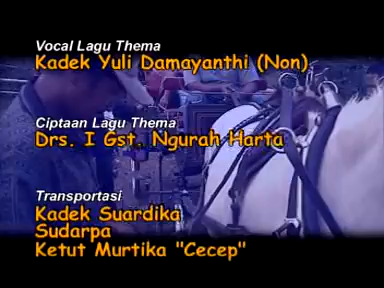 Vocal Lagu Thema
Kadek Yuli Damayanthi (Non)
Ciptaan Lagu Thema
Drs. I Gst. Ngurah Harta
Transportasi
Kadek Suardika
Sudarpa
Ketut Murtika "Cecep"